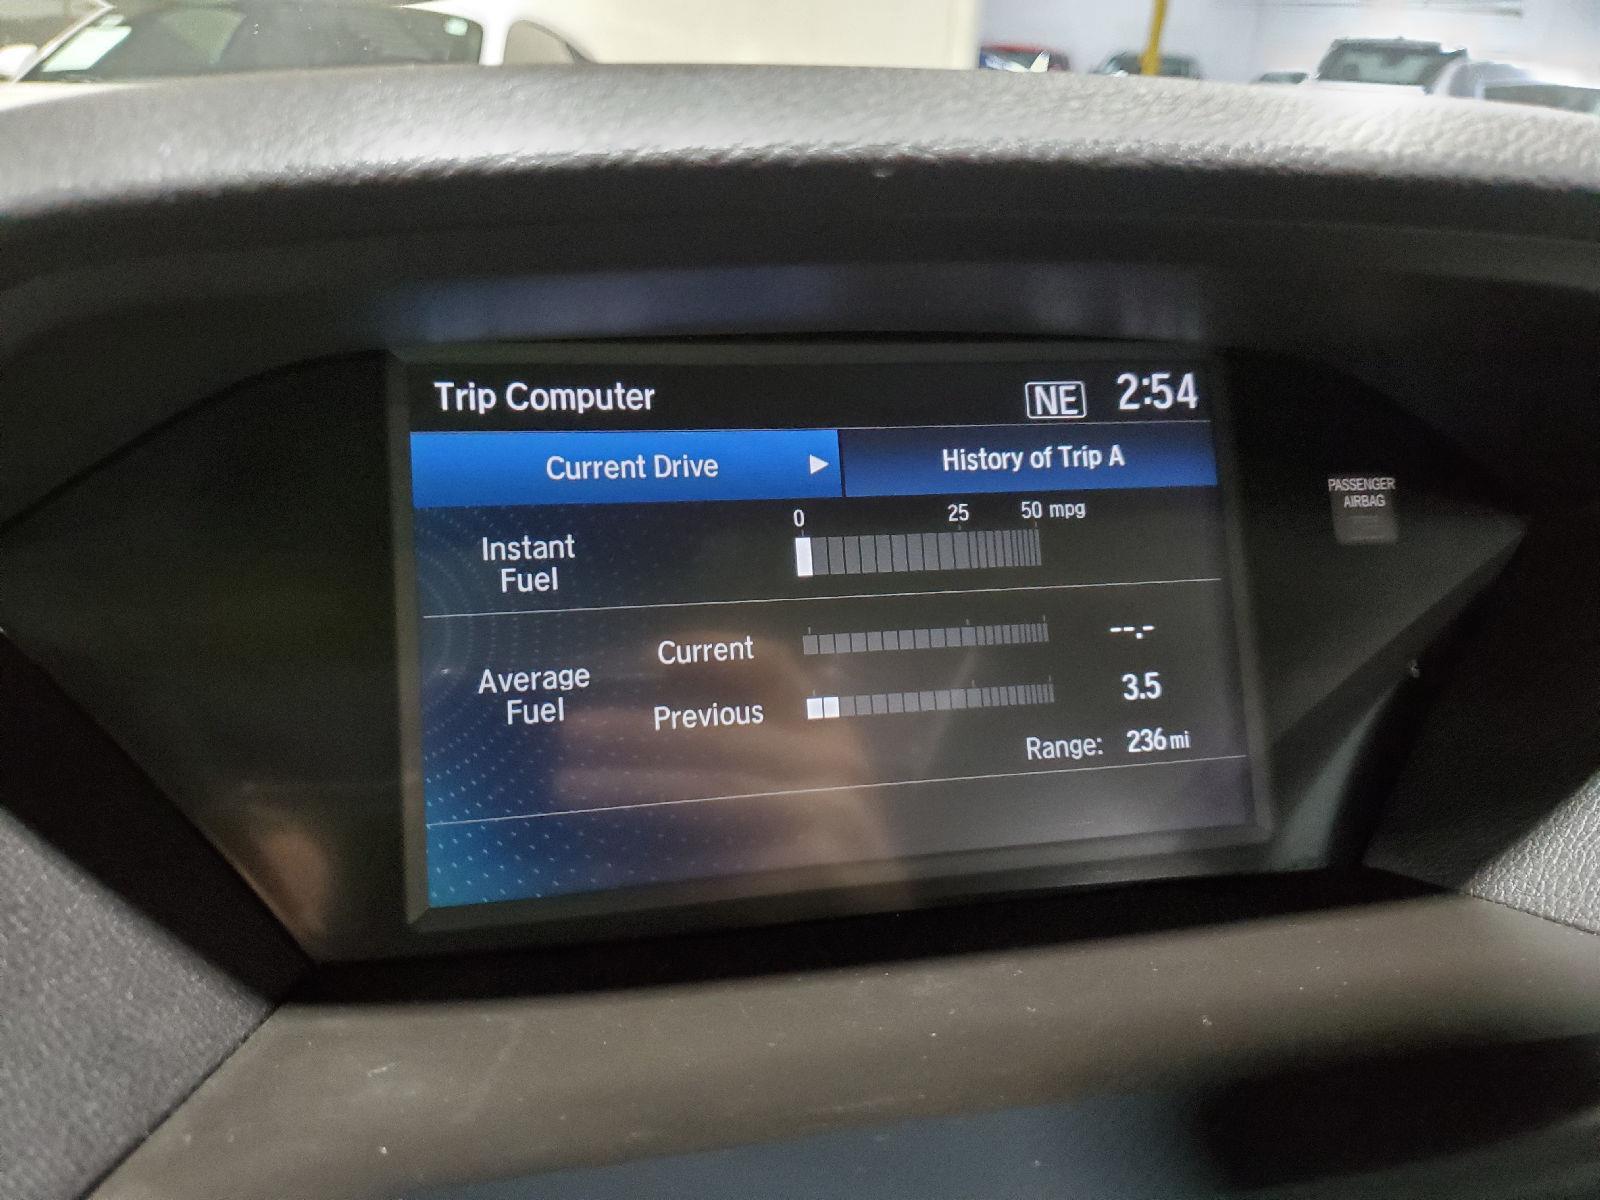 Trip Computer NE 2:54
Current Drive ▶ History of Trip A
0 25 50 mpg
Instant
Fuel
Current --.-
Average
Fuel
Previous 3.5
Range: 236 mi
PASSENGER
AIRBAG